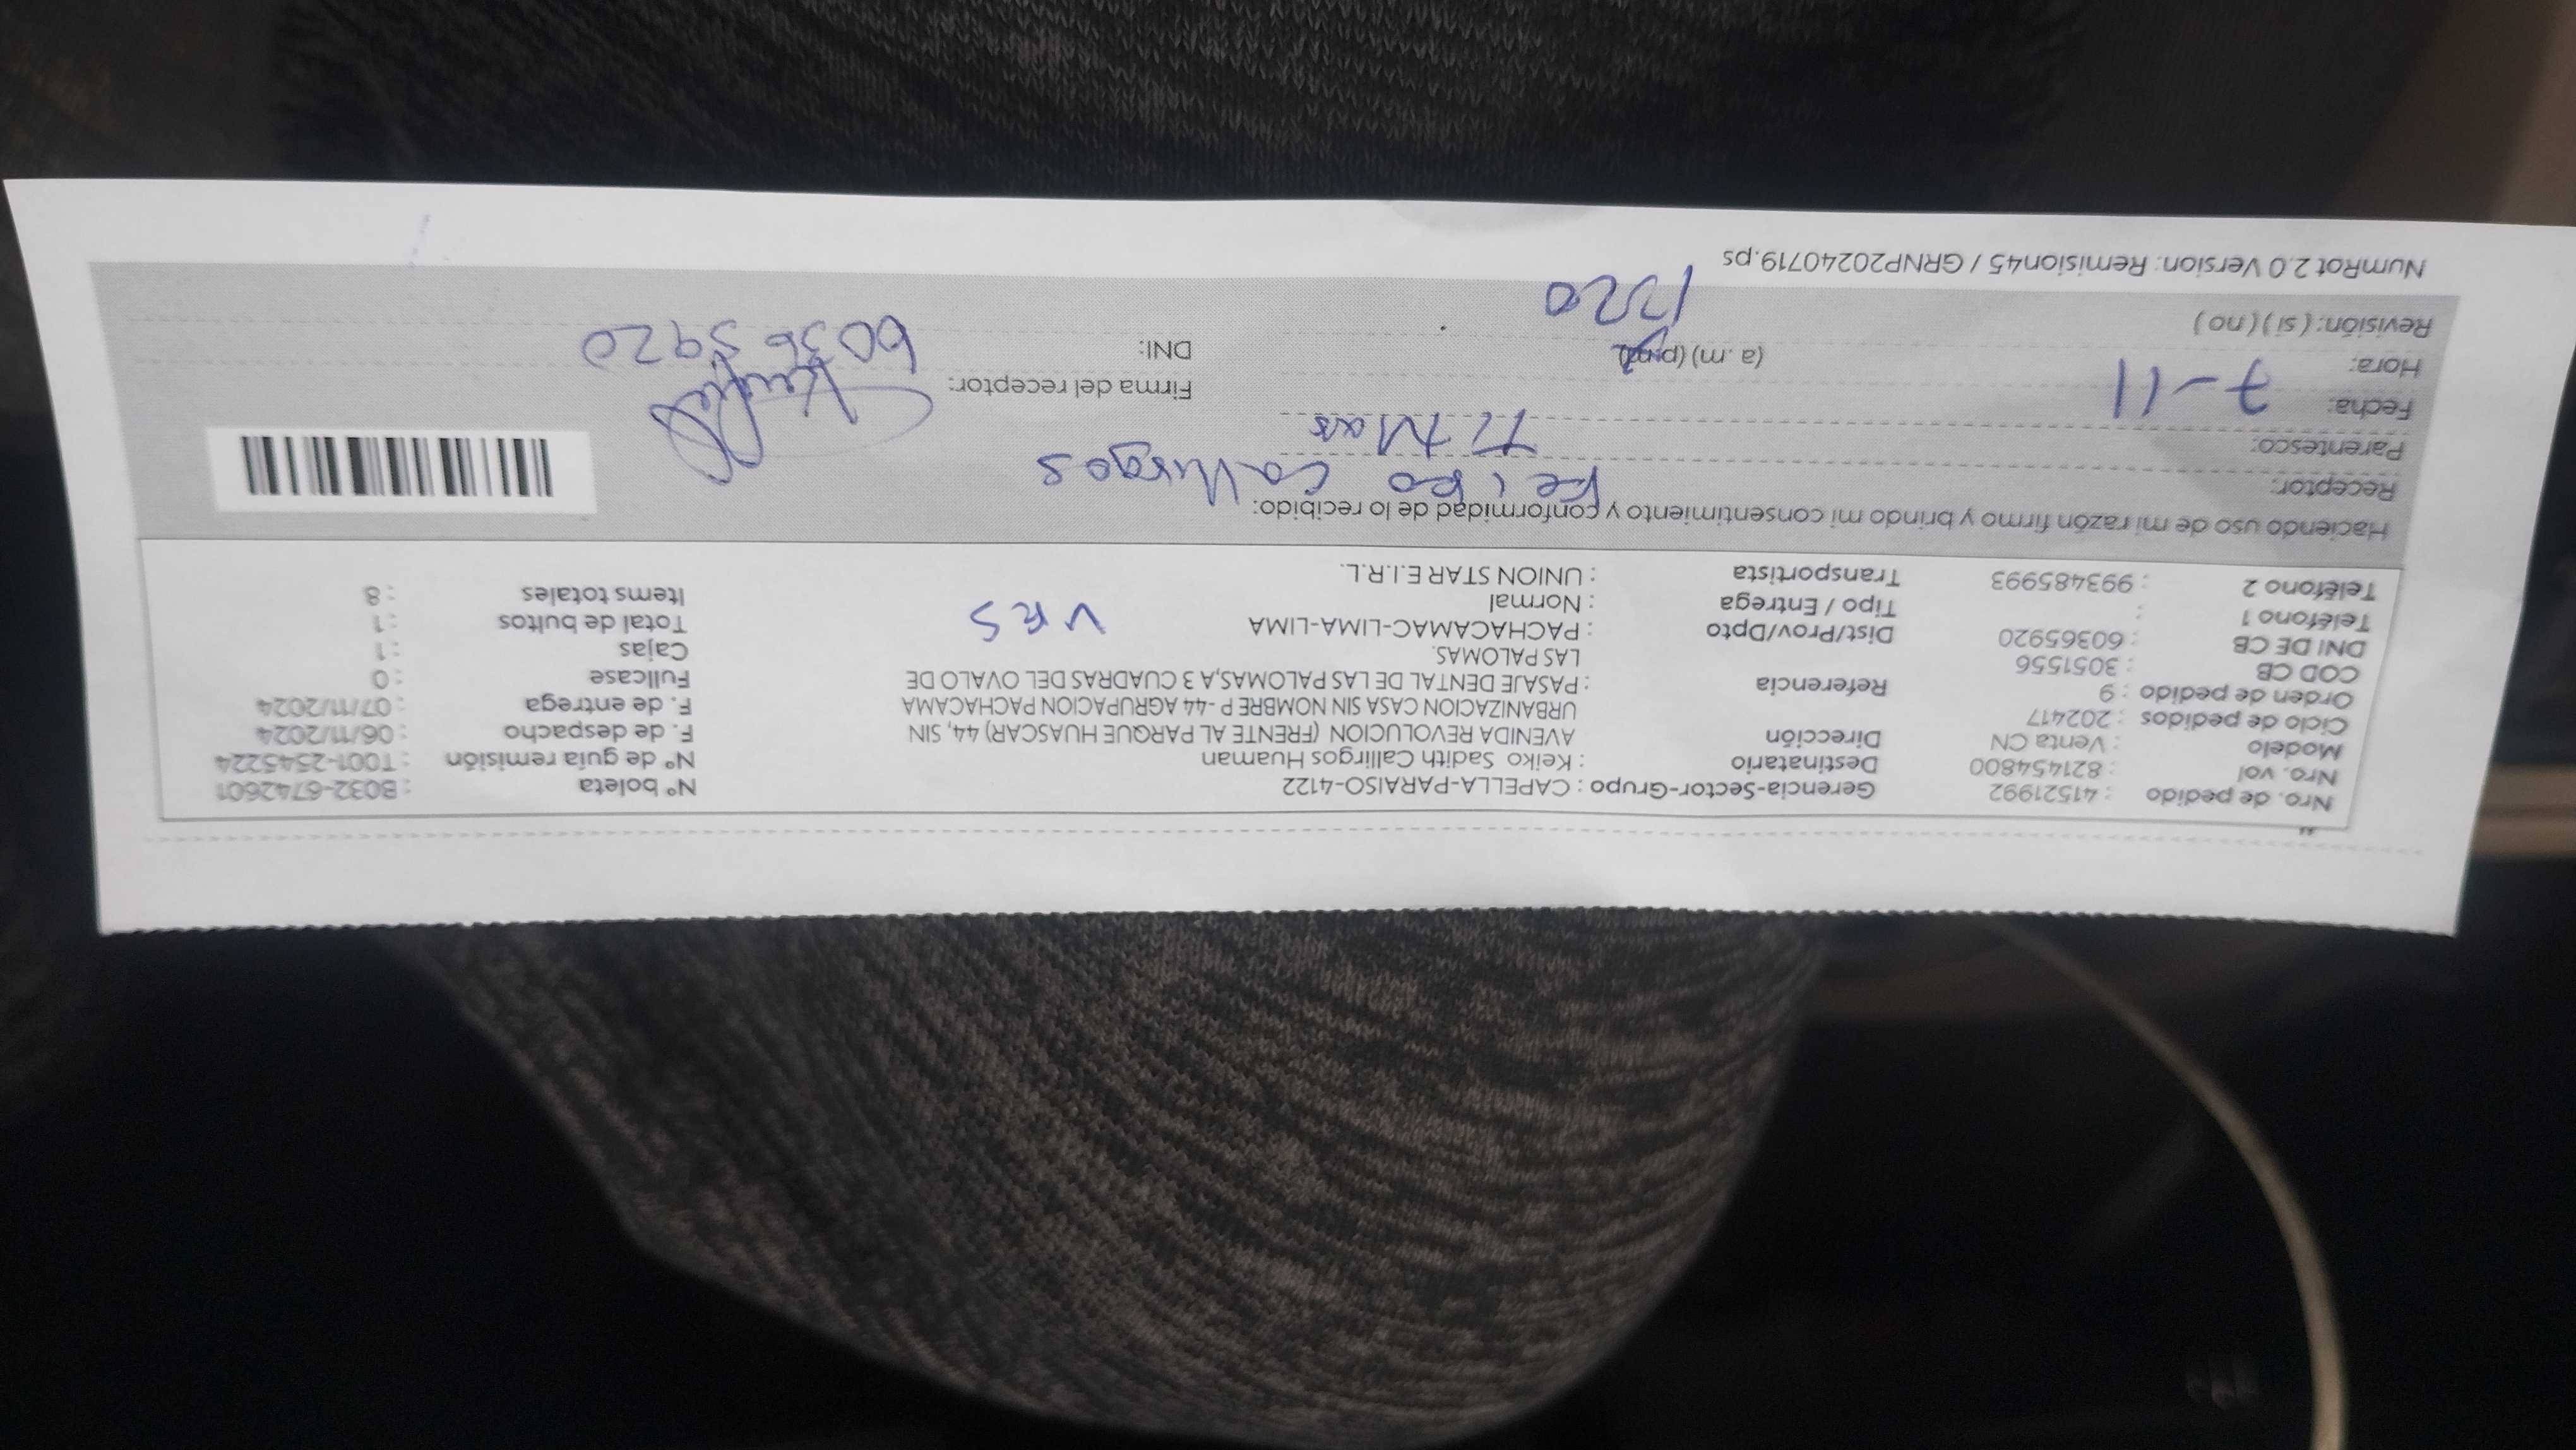 Nro. de pedido : 41521992
Nro. vol : 821454800
Modelo : Venta CN
Ciclo de pedidos : 202417
Orden de pedido : 9
COD CB : 3051556
DNI DE CB : 60365920
Teléfono 1 :
Teléfono 2 : 993485993
Gerencia-Sector-Grupo : CAPELLA-PARAISO-4122
Destinatario : Keiko Sadith Callirgos Huaman
Dirección AVENIDA REVOLUCION (FRENTE AL PARQUE HUASCAR) 44, SIN
URBANIZACION CASA SIN NOMBRE P -44 AGRUPACION PACHACAMA
Referencia : PASAJE DENTAL DE LAS PALOMAS,A 3 CUADRAS DEL OVALO DE
LAS PALOMAS.
Dist/Prov/Dpto : PACHACAMAC-LIMA-LIMA
Tipo / Entrega : Normal
Transportista : UNION STAR E.I.R.L.
VRS
N° boleta : B032-6742601
N° de guía remisión : T001-2545224
F. de despacho : 06/11/2024
F. de entrega : 07/11/2024
Fullcase : 0
Cajas : 1
Total de bultos : 1
Items totales : 8
Haciendo uso de mi razón firmo y brindo mi consentimiento y conformidad de lo recibido:
Receptor: Keiko Callirgos
Parentesco:
Fecha: 7-11
Hora: (a.m) (p.m)
Revisión: ( si ) ( no )
1220
Firma del receptor:
DNI: 60365920
NumRot 2.0 Version: Remision45 / GRNP20240719.ps